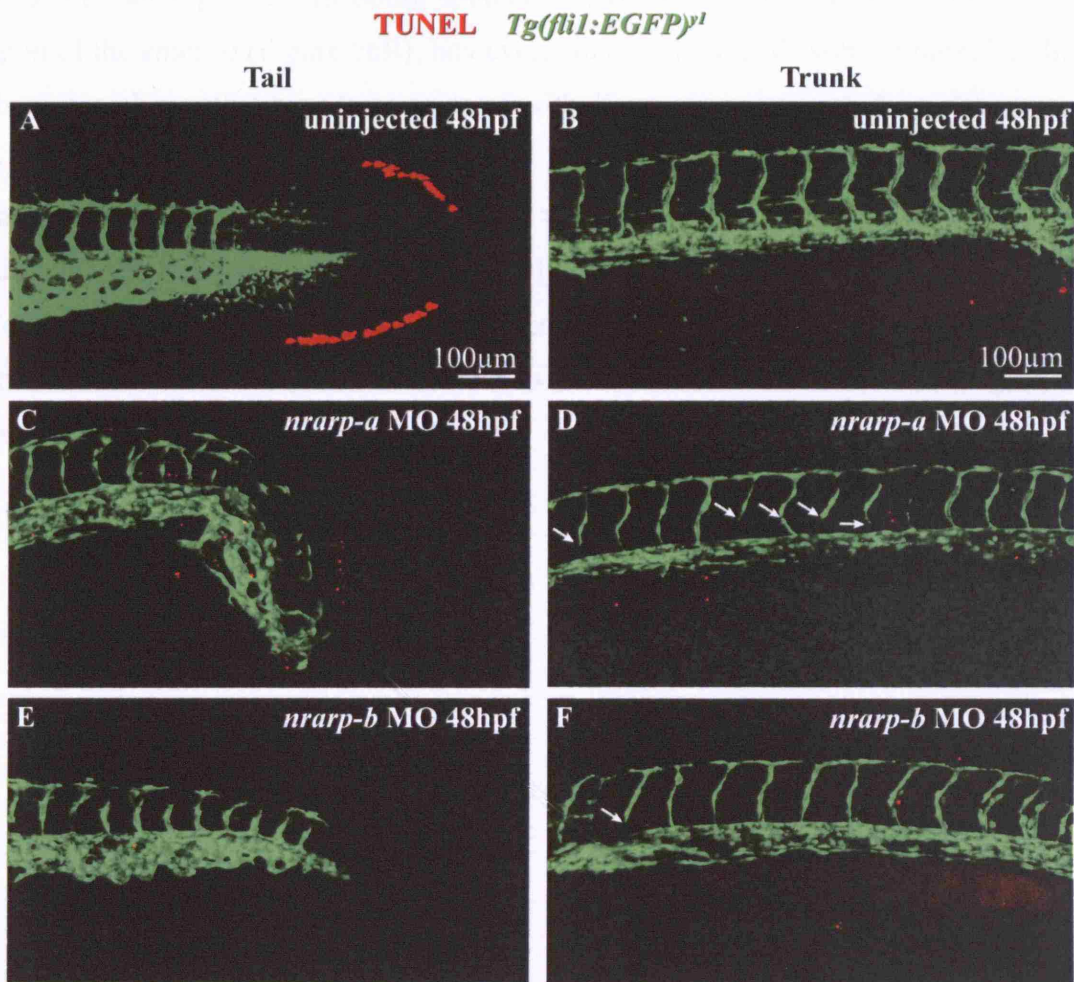 TUNEL Tg(fli1:EGFP)y1
Tail
Trunk
A uninjected 48hpf
100µm
B uninjected 48hpf
100µm
C nrarp-a MO 48hpf
D nrarp-a MO 48hpf
E nrarp-b MO 48hpf
F nrarp-b MO 48hpf